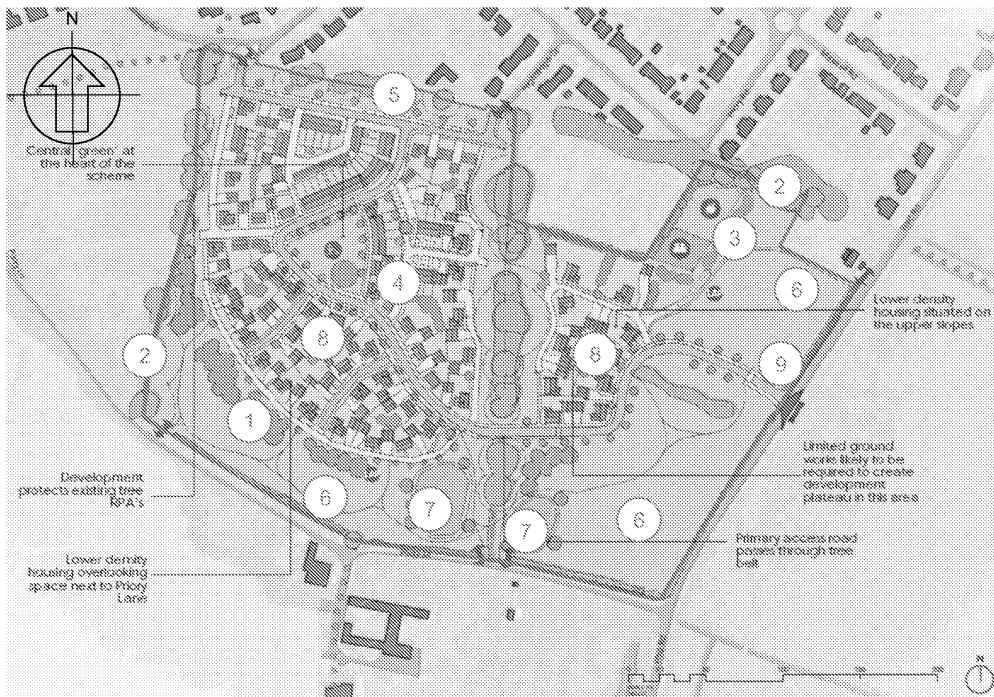 N
5
Central 'green' at
the heart of the
scheme
2
3
4
6
Lower density
housing situated on
the upper slopes
8
8
2
9
1
Limited ground
works likely to be
required to create
development
plateau in this area
Development
protects existing tree
RPA's
6
7
6
7
Primary access road
passes through tree
belt
Lower density
housing overlooking
space next to Priory
Lane
N